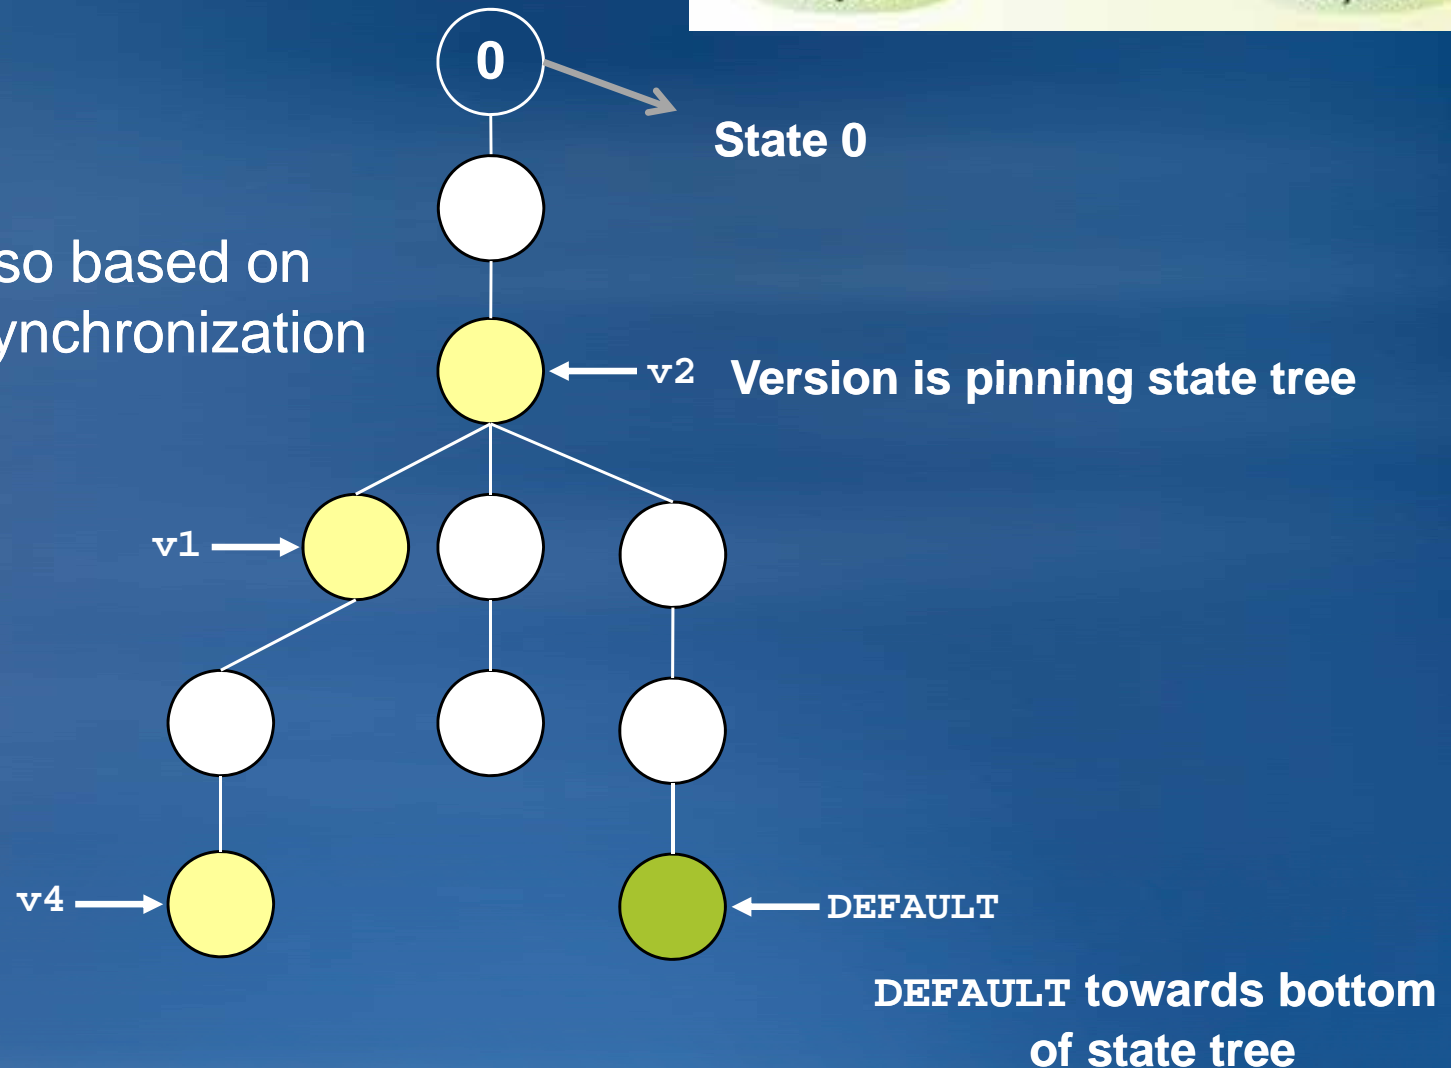 0
State 0
so based on
ynchronization
v2
Version is pinning state tree
v1
v4
DEFAULT
DEFAULT towards bottom
of state tree